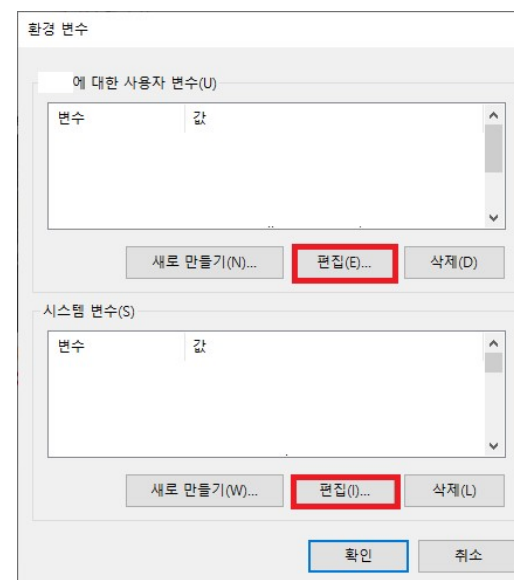 환경 변수
에 대한 사용자 변수(U)
변수 값
새로 만들기(N)... 편집(E)... 삭제(D)
시스템 변수(S)
변수 값
새로 만들기(W)... 편집(I)... 삭제(L)
확인 취소